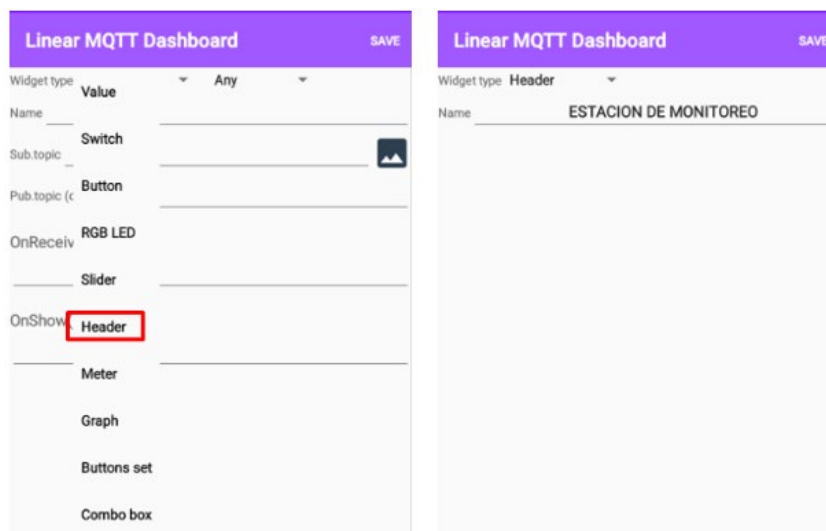 Linear MQTT Dashboard SAVE
Widget type Any
Name
Sub.topic
Pub.topic (c
OnReceiv
OnShow
Value
Switch
Button
RGB LED
Slider
Header
Meter
Graph
Buttons set
Combo box
Linear MQTT Dashboard SAVE
Widget type Header
Name ESTACION DE MONITOREO